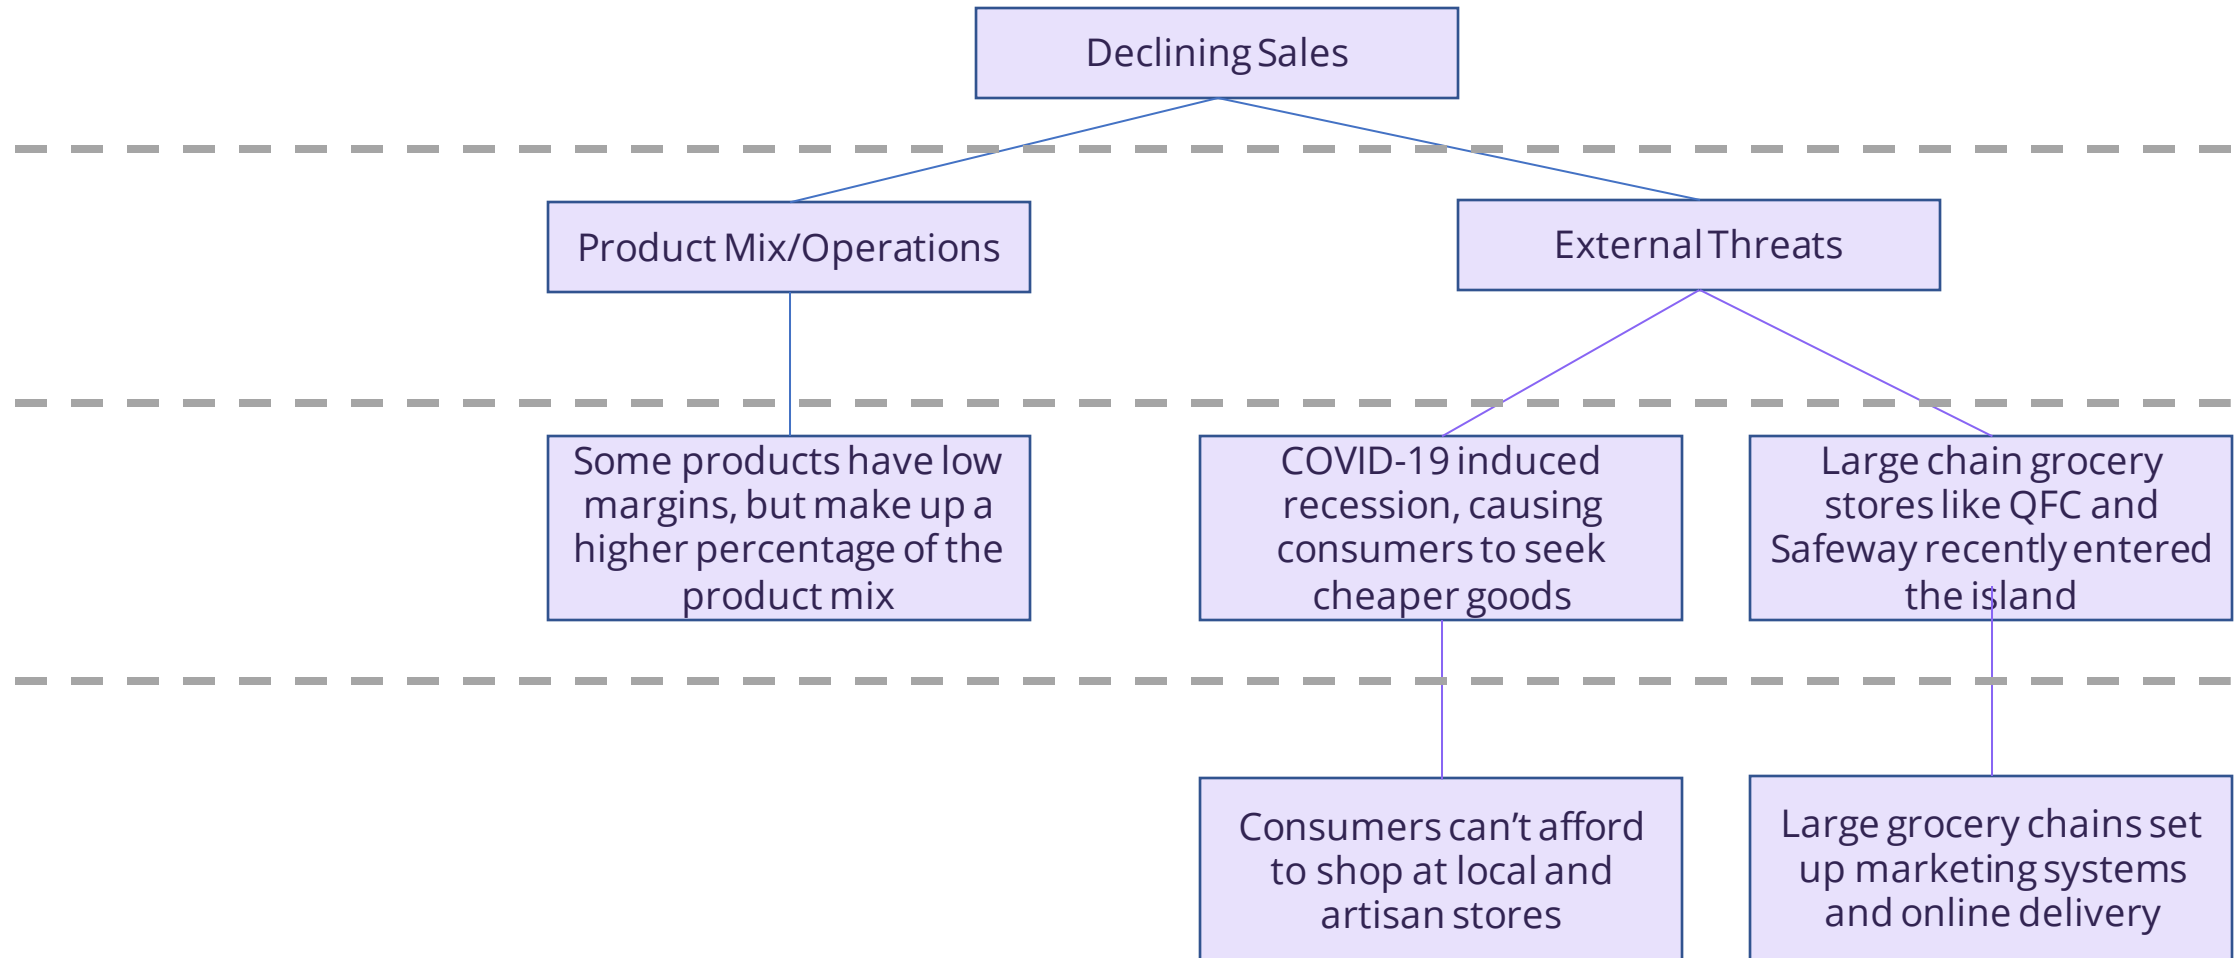 Declining Sales
Product Mix/Operations
External Threats
Some products have low
margins, but make up a
higher percentage of the
product mix
COVID-19 induced
recession, causing
consumers to seek
cheaper goods
Large chain grocery
stores like QFC and
Safeway recently entered
the island
Consumers can’t afford
to shop at local and
artisan stores
Large grocery chains set
up marketing systems
and online delivery